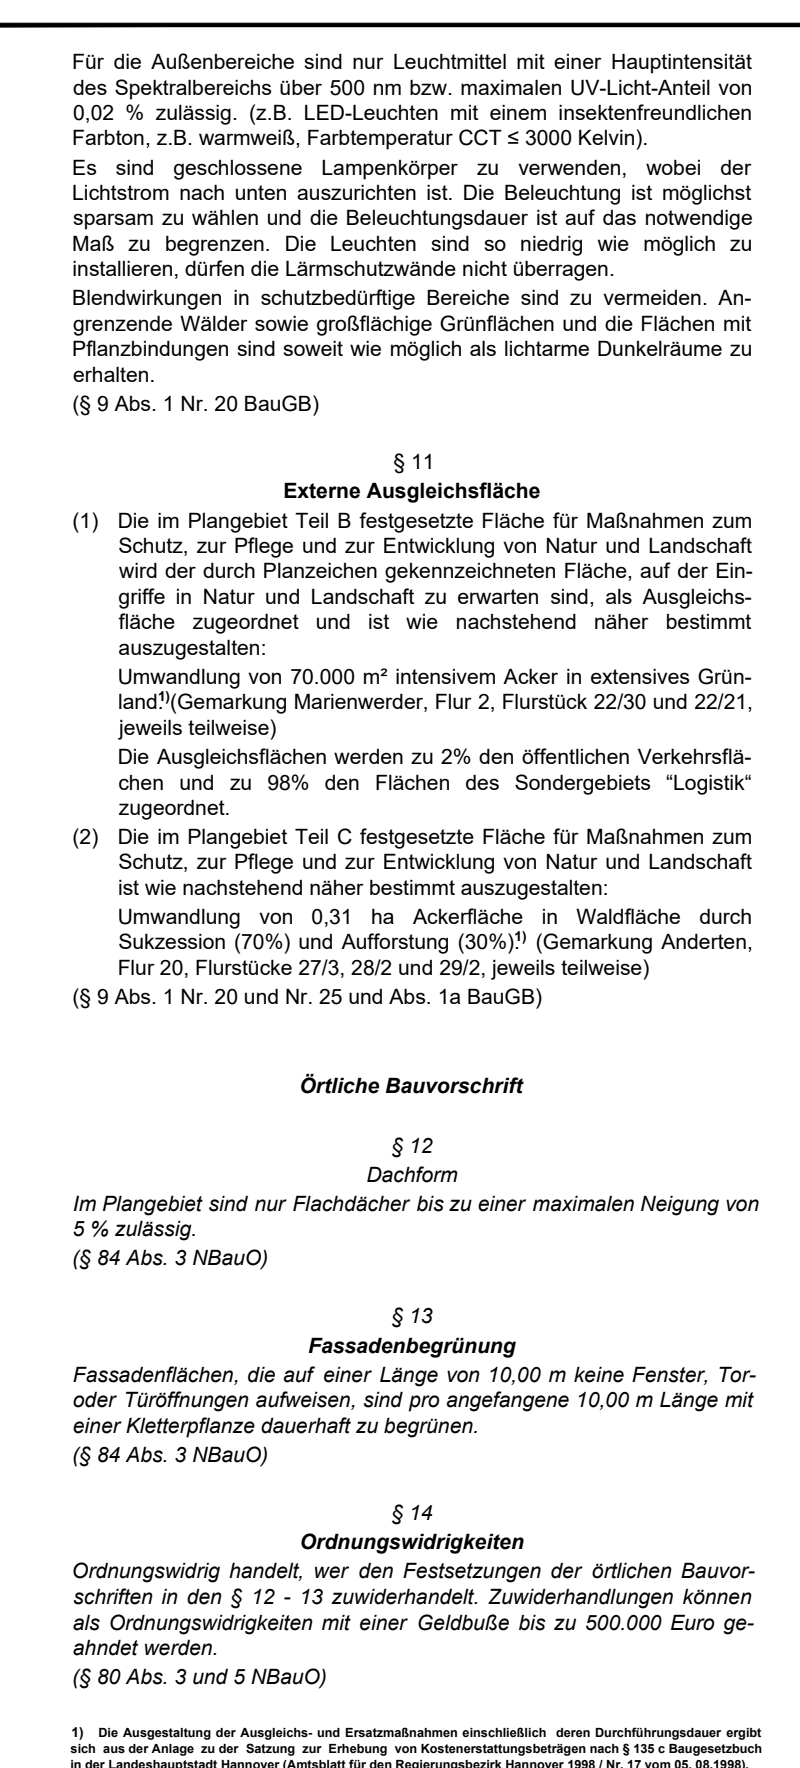 Für die Außenbereiche sind nur Leuchtmittel mit einer Hauptintensität
des Spektralbereichs über 500 nm bzw. maximalen UV-Licht-Anteil von
0,02 % zulässig. (z.B. LED-Leuchten mit einem insektenfreundlichen
Farbton, z.B. warmweiß, Farbtemperatur CCT ≤ 3000 Kelvin).
Es sind geschlossene Lampenkörper zu verwenden, wobei der
Lichtstrom nach unten auszurichten ist. Die Beleuchtung ist möglichst
sparsam zu wählen und die Beleuchtungsdauer ist auf das notwendige
Maß zu begrenzen. Die Leuchten sind so niedrig wie möglich zu
installieren, dürfen die Lärmschutzwände nicht überragen.
Blendwirkungen in schutzbedürftige Bereiche sind zu vermeiden. An-
grenzende Wälder sowie großflächige Grünflächen und die Flächen mit
Pflanzbindungen sind soweit wie möglich als lichtarme Dunkelräume zu
erhalten.
(§ 9 Abs. 1 Nr. 20 BauGB)
§ 11
Externe Ausgleichsfläche
(1) Die im Plangebiet Teil B festgesetzte Fläche für Maßnahmen zum
Schutz, zur Pflege und zur Entwicklung von Natur und Landschaft
wird der durch Planzeichen gekennzeichneten Fläche, auf der Ein-
griffe in Natur und Landschaft zu erwarten sind, als Ausgleichs-
fläche zugeordnet und ist wie nachstehend näher bestimmt
auszugestalten:
Umwandlung von 70.000 m² intensivem Acker in extensives Grün-
land.1)(Gemarkung Marienwerder, Flur 2, Flurstück 22/30 und 22/21,
jeweils teilweise)
Die Ausgleichsflächen werden zu 2% den öffentlichen Verkehrsflä-
chen und zu 98% den Flächen des Sondergebiets “Logistik“
zugeordnet.
(2) Die im Plangebiet Teil C festgesetzte Fläche für Maßnahmen zum
Schutz, zur Pflege und zur Entwicklung von Natur und Landschaft
ist wie nachstehend näher bestimmt auszugestalten:
Umwandlung von 0,31 ha Ackerfläche in Waldfläche durch
Sukzession (70%) und Aufforstung (30%).1) (Gemarkung Anderten,
Flur 20, Flurstücke 27/3, 28/2 und 29/2, jeweils teilweise)
(§ 9 Abs. 1 Nr. 20 und Nr. 25 und Abs. 1a BauGB)
Örtliche Bauvorschrift
§ 12
Dachform
Im Plangebiet sind nur Flachdächer bis zu einer maximalen Neigung von
5 % zulässig.
(§ 84 Abs. 3 NBauO)
§ 13
Fassadenbegrünung
Fassadenflächen, die auf einer Länge von 10,00 m keine Fenster, Tor-
oder Türöffnungen aufweisen, sind pro angefangene 10,00 m Länge mit
einer Kletterpflanze dauerhaft zu begrünen.
(§ 84 Abs. 3 NBauO)
§ 14
Ordnungswidrigkeiten
Ordnungswidrig handelt, wer den Festsetzungen der örtlichen Bauvor-
schriften in den § 12 - 13 zuwiderhandelt. Zuwiderhandlungen können
als Ordnungswidrigkeiten mit einer Geldbuße bis zu 500.000 Euro ge-
ahndet werden.
(§ 80 Abs. 3 und 5 NBauO)
1) Die Ausgestaltung der Ausgleichs- und Ersatzmaßnahmen einschließlich deren Durchführungsdauer ergibt
sich aus der Anlage zu der Satzung zur Erhebung von Kostenerstattungsbeträgen nach § 135 c Baugesetzbuch
in der Landeshauptstadt Hannover (Amtsblatt für den Regierungsbezirk Hannover 1998 / Nr. 17 vom 05. 08.1998).